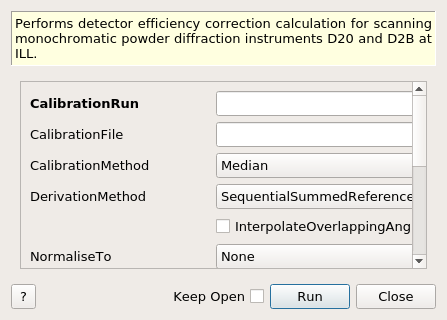 Performs detector efficiency correction calculation for scanning
monochromatic powder diffraction instruments D20 and D2B at
ILL.
CalibrationRun
CalibrationFile
CalibrationMethod Median
DerivationMethod SequentialSummedReference
InterpolateOverlappingAng
NormaliseTo None
? Keep Open Run Close